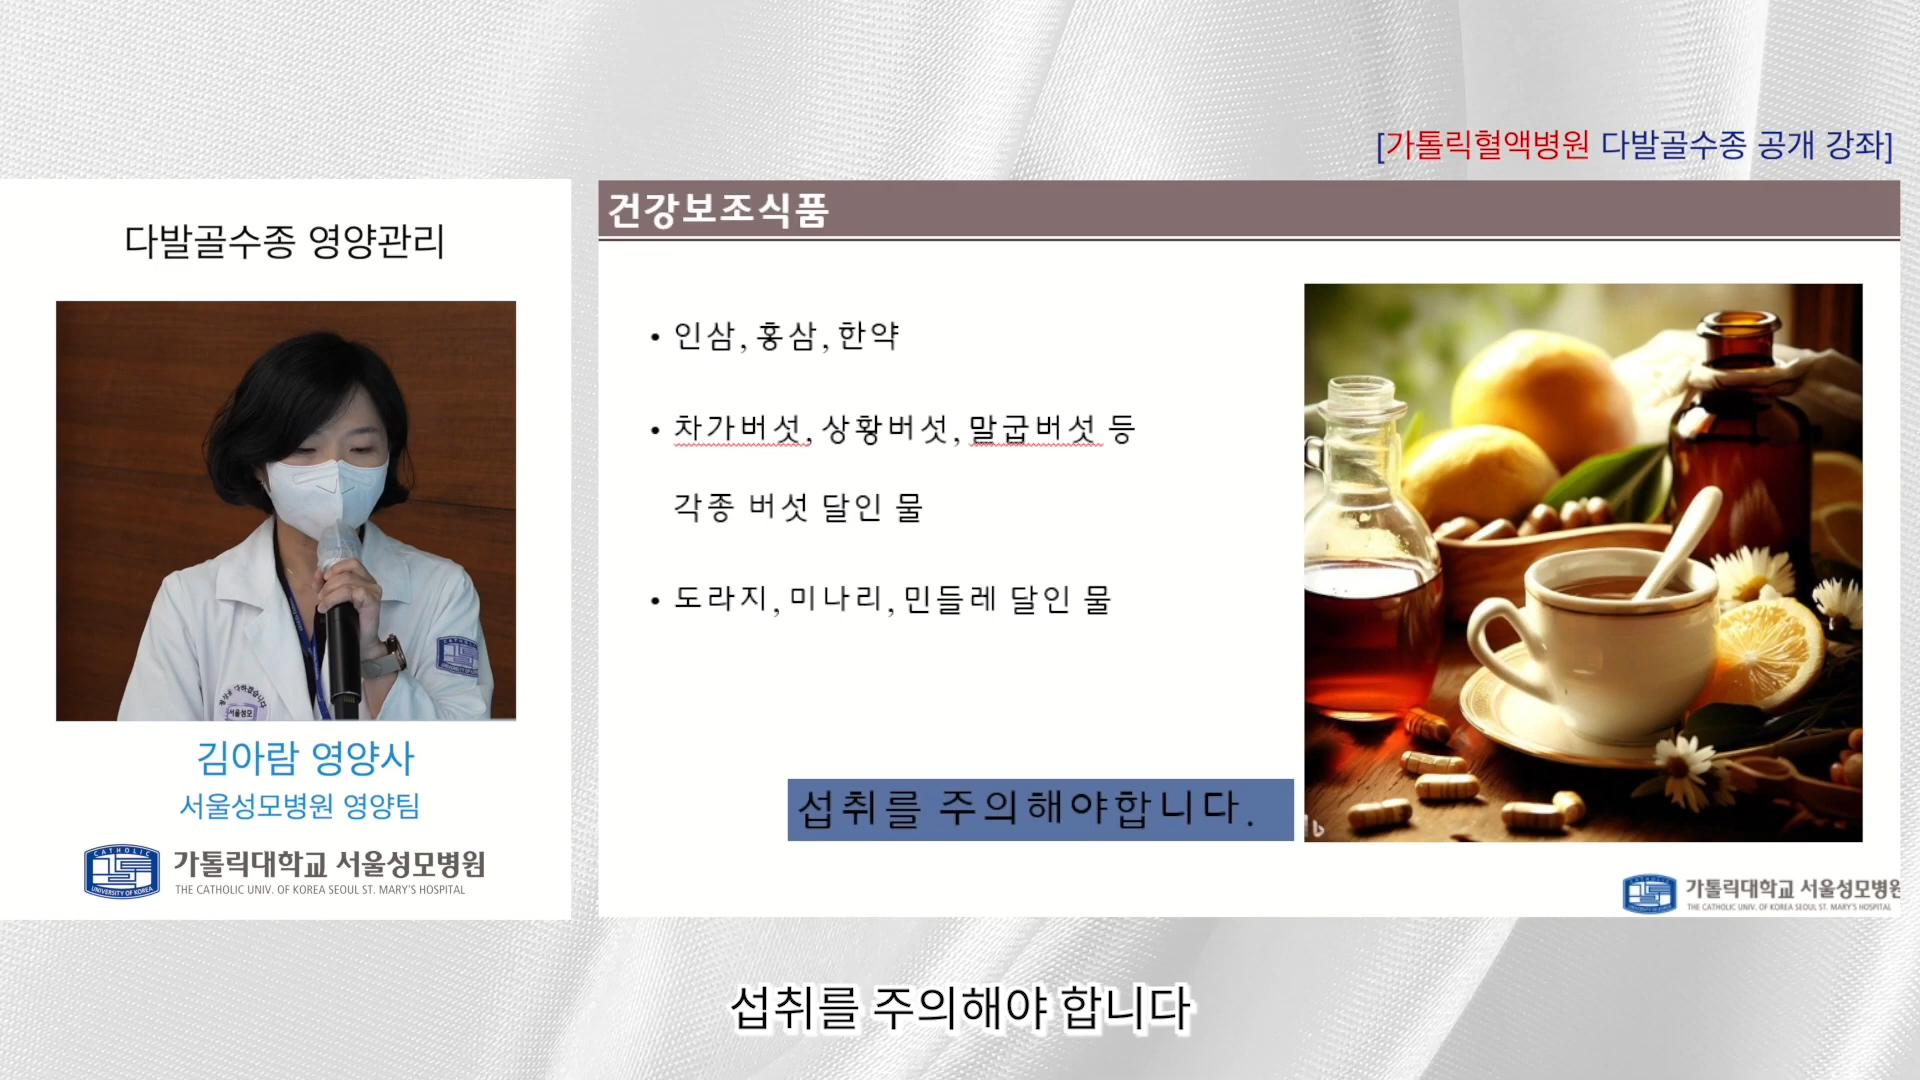 [가톨릭혈액병원 다발골수종 공개 강좌]
다발골수종 영양관리
김아람 영양사
서울성모병원 영양팀
CATHOLIC
UNIVERSITY OF KOREA
가톨릭대학교 서울성모병원
THE CATHOLIC UNIV. OF KOREA SEOUL ST. MARY'S HOSPITAL
건강보조식품
• 인삼, 홍삼, 한약
• 차가버섯, 상황버섯, 말굽버섯 등
각종 버섯 달인 물
• 도라지, 미나리, 민들레 달인 물
섭취를 주의해야합니다.
가톨릭대학교 서울성모병원
THE CATHOLIC UNIV. OF KOREA SEOUL ST. MARY'S HOSPITAL
섭취를 주의해야 합니다